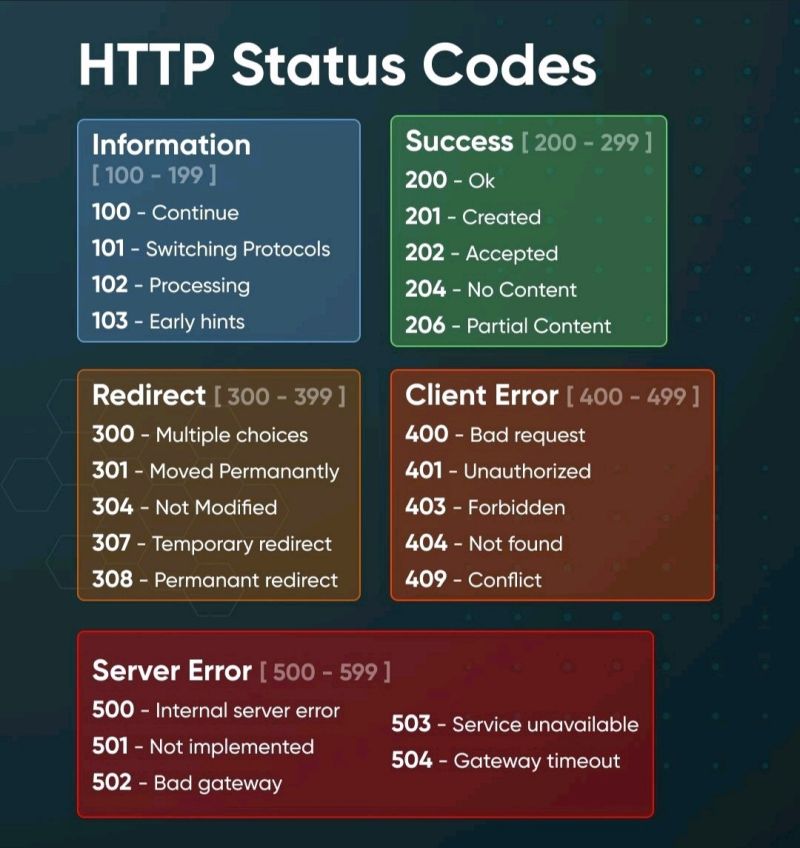 HTTP Status Codes
Information
[ 100 - 199 ]
100 - Continue
101 - Switching Protocols
102 - Processing
103 - Early hints
Success [ 200 - 299 ]
200 - Ok
201 - Created
202 - Accepted
204 - No Content
206 - Partial Content
Redirect [ 300 - 399 ]
300 - Multiple choices
301 - Moved Permanantly
304 - Not Modified
307 - Temporary redirect
308 - Permanant redirect
Client Error [ 400 - 499 ]
400 - Bad request
401 - Unauthorized
403 - Forbidden
404 - Not found
409 - Conflict
Server Error [ 500 - 599 ]
500 - Internal server error
501 - Not implemented
502 - Bad gateway
503 - Service unavailable
504 - Gateway timeout